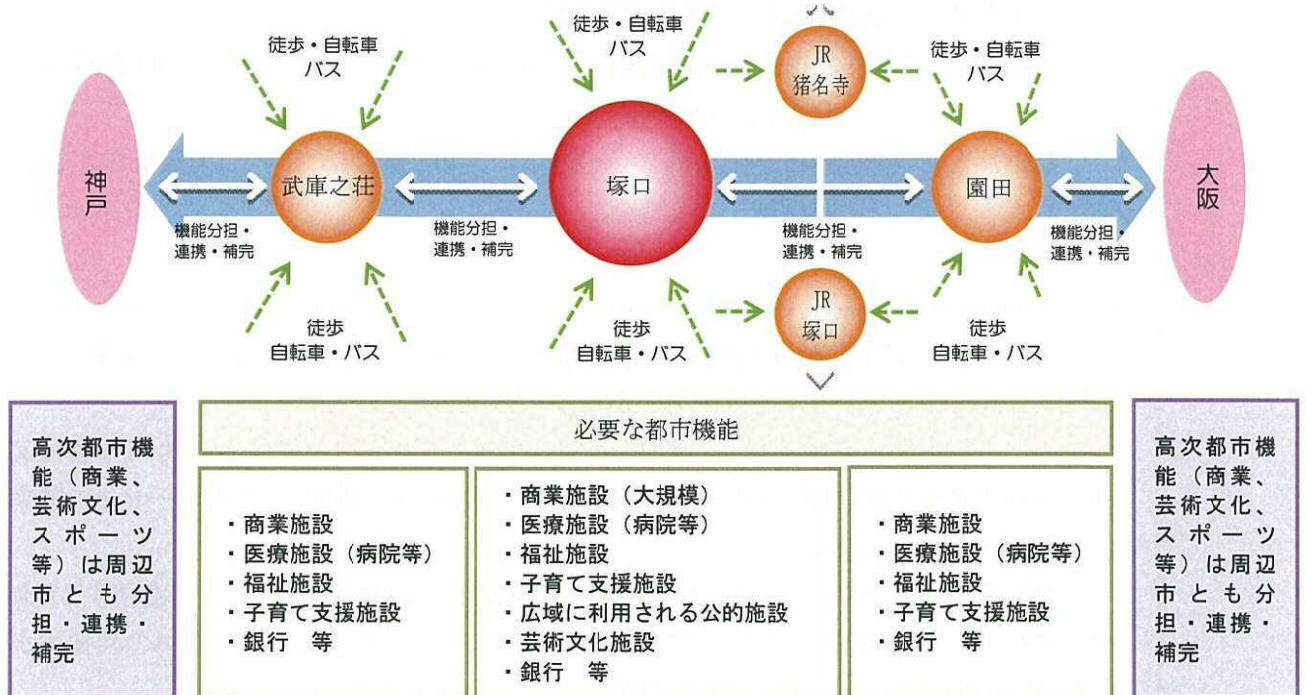 徒歩・自転車
バス
徒歩・自転車
バス
JR
猪名寺
徒歩・自転車
バス
神戸
武庫之荘
塚口
園田
大阪
機能分担・
連携・補完
機能分担・
連携・補完
機能分担・
連携・補完
機能分担・
連携・補完
徒歩
自転車・バス
徒歩
自転車・バス
JR
塚口
徒歩
自転車・バス
高次都市機
能（商業、
芸術文化、
スポーツ
等）は周辺
市とも分
担・連携・
補完
必要な都市機能
・商業施設
・医療施設（病院等）
・福祉施設
・子育て支援施設
・銀行　等
・商業施設（大規模）
・医療施設（病院等）
・福祉施設
・子育て支援施設
・広域に利用される公的施設
・芸術文化施設
・銀行　等
・商業施設
・医療施設（病院等）
・福祉施設
・子育て支援施設
・銀行　等
高次都市機
能（商業、
芸術文化、
スポーツ
等）は周辺
市とも分
担・連携・
補完